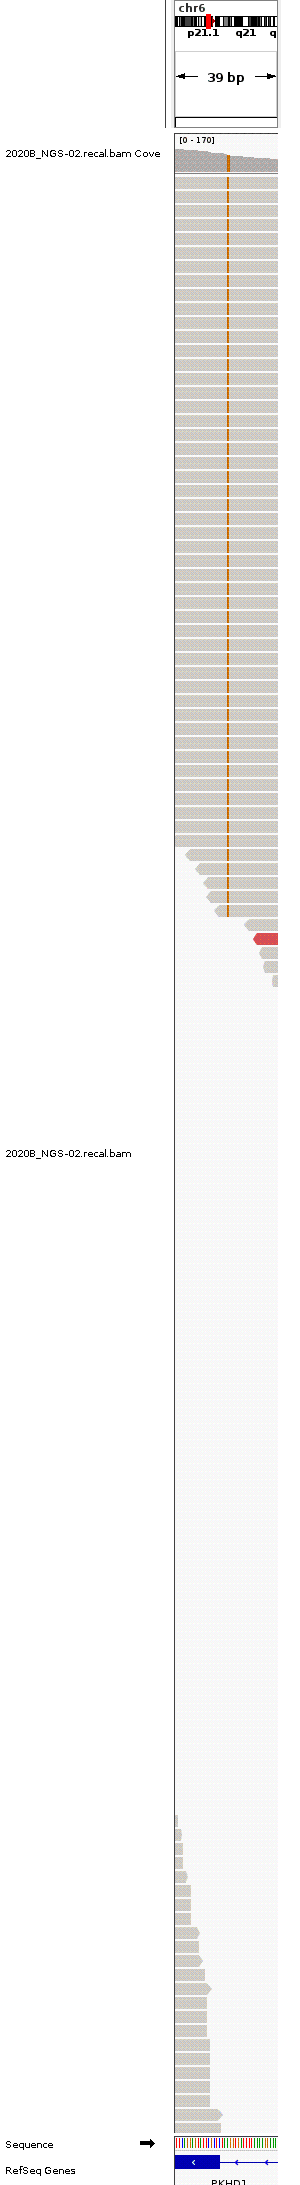 chr6
p21.1 q21 q
39 bp
[0 - 170]
2020B_NGS-02.recal.bam Cove
2020B_NGS-02.recal.bam
Sequence
RefSeq Genes
PKHD1